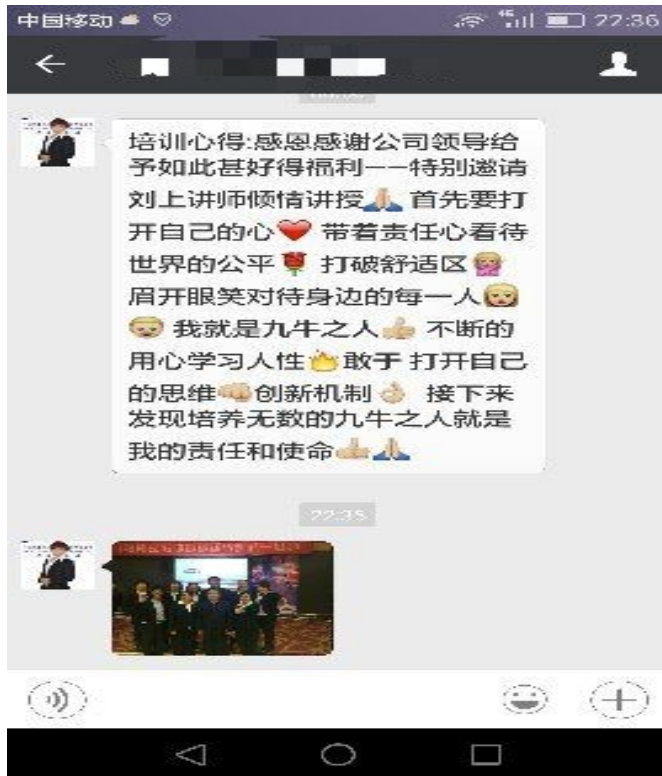 中国移动
4G 22:36
培训心得:感恩感谢公司领导给
予如此甚好得福利一一特别邀请
刘上讲师倾情讲授🙏 首先要打
开自己的心❤ 带着责任心看待
世界的公平🌹 打破舒适区🙅
眉开眼笑对待身边的每一人👩
👨 我就是九牛之人👍 不断的
用心学习人性🔥敢于 打开自己
的思维👊创新机制👌 接下来
发现培养无数的九牛之人就是
我的责任和使命👍🙏
22:35